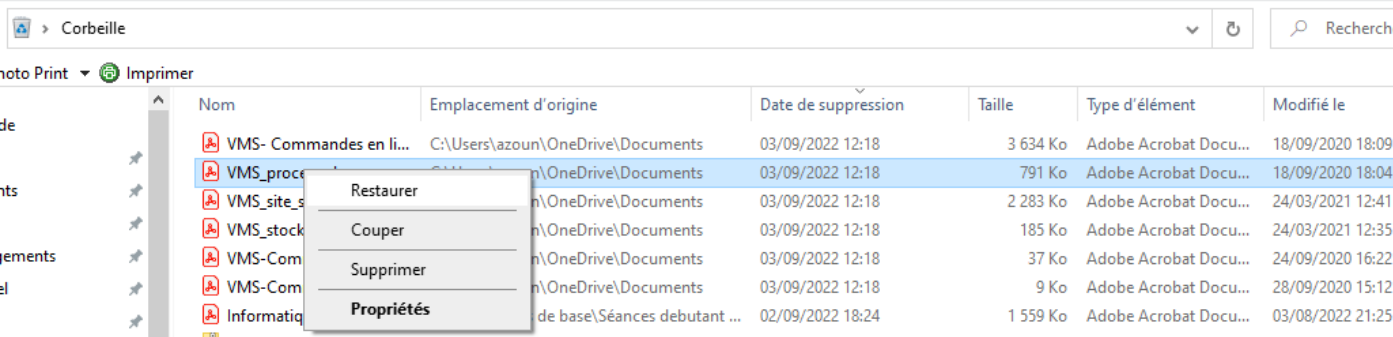 Corbeille
Recherch
hoto Print Imprimer
Nom Emplacement d'origine Date de suppression Taille Type d'élément Modifié le
de
VMS- Commandes en li... C:\Users\azoun\OneDrive\Documents 03/09/2022 12:18 3 634 Ko Adobe Acrobat Docu... 18/09/2020 18:09
VMS_proce n\OneDrive\Documents 03/09/2022 12:18 791 Ko Adobe Acrobat Docu... 18/09/2020 18:04
Restaurer
nts
VMS_site_s n\OneDrive\Documents 03/09/2022 12:18 2 283 Ko Adobe Acrobat Docu... 24/03/2021 12:41
VMS_stock n\OneDrive\Documents 03/09/2022 12:18 185 Ko Adobe Acrobat Docu... 24/03/2021 12:35
Couper
gements
VMS-Com n\OneDrive\Documents 03/09/2022 12:18 37 Ko Adobe Acrobat Docu... 24/09/2020 16:22
Supprimer
el
VMS-Com n\OneDrive\Documents 03/09/2022 12:18 9 Ko Adobe Acrobat Docu... 28/09/2020 15:12
Propriétés
Informatiq de base\Séances debutant ... 02/09/2022 18:24 1 559 Ko Adobe Acrobat Docu... 03/08/2022 21:25